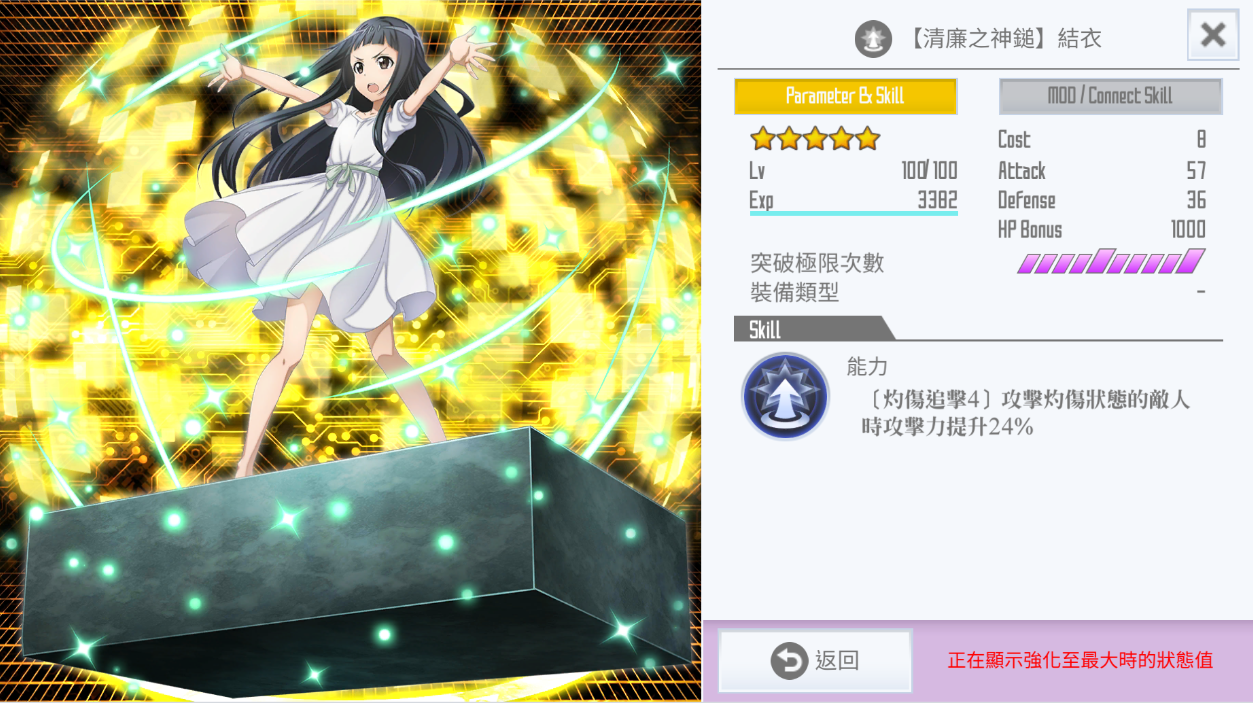 【清廉之神鎚】結衣
Parameter & Skill
MOD / Connect Skill
Lv 100/100
Exp 3382
Cost 8
Attack 57
Defense 36
HP Bonus 1000
突破極限次數
裝備類型 -
Skill
能力
〔灼傷追擊4〕攻擊灼傷狀態的敵人
時攻擊力提升24%
返回
正在顯示強化至最大時的狀態值